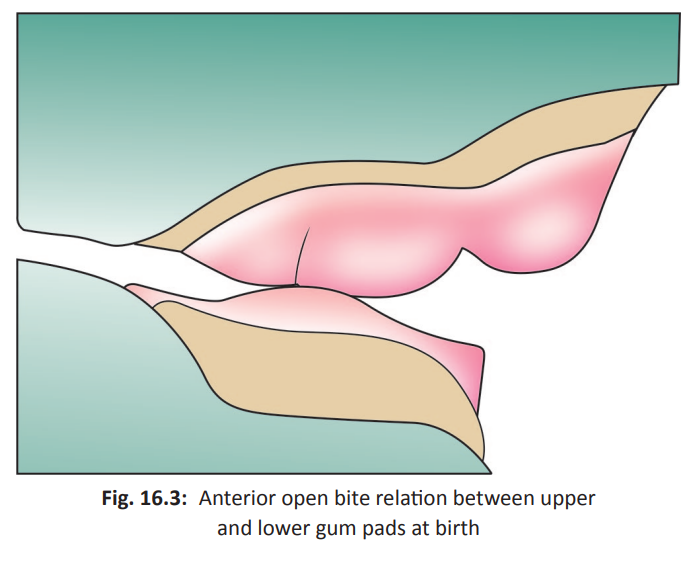 Fig. 16.3: Anterior open bite relation between upper
and lower gum pads at birth